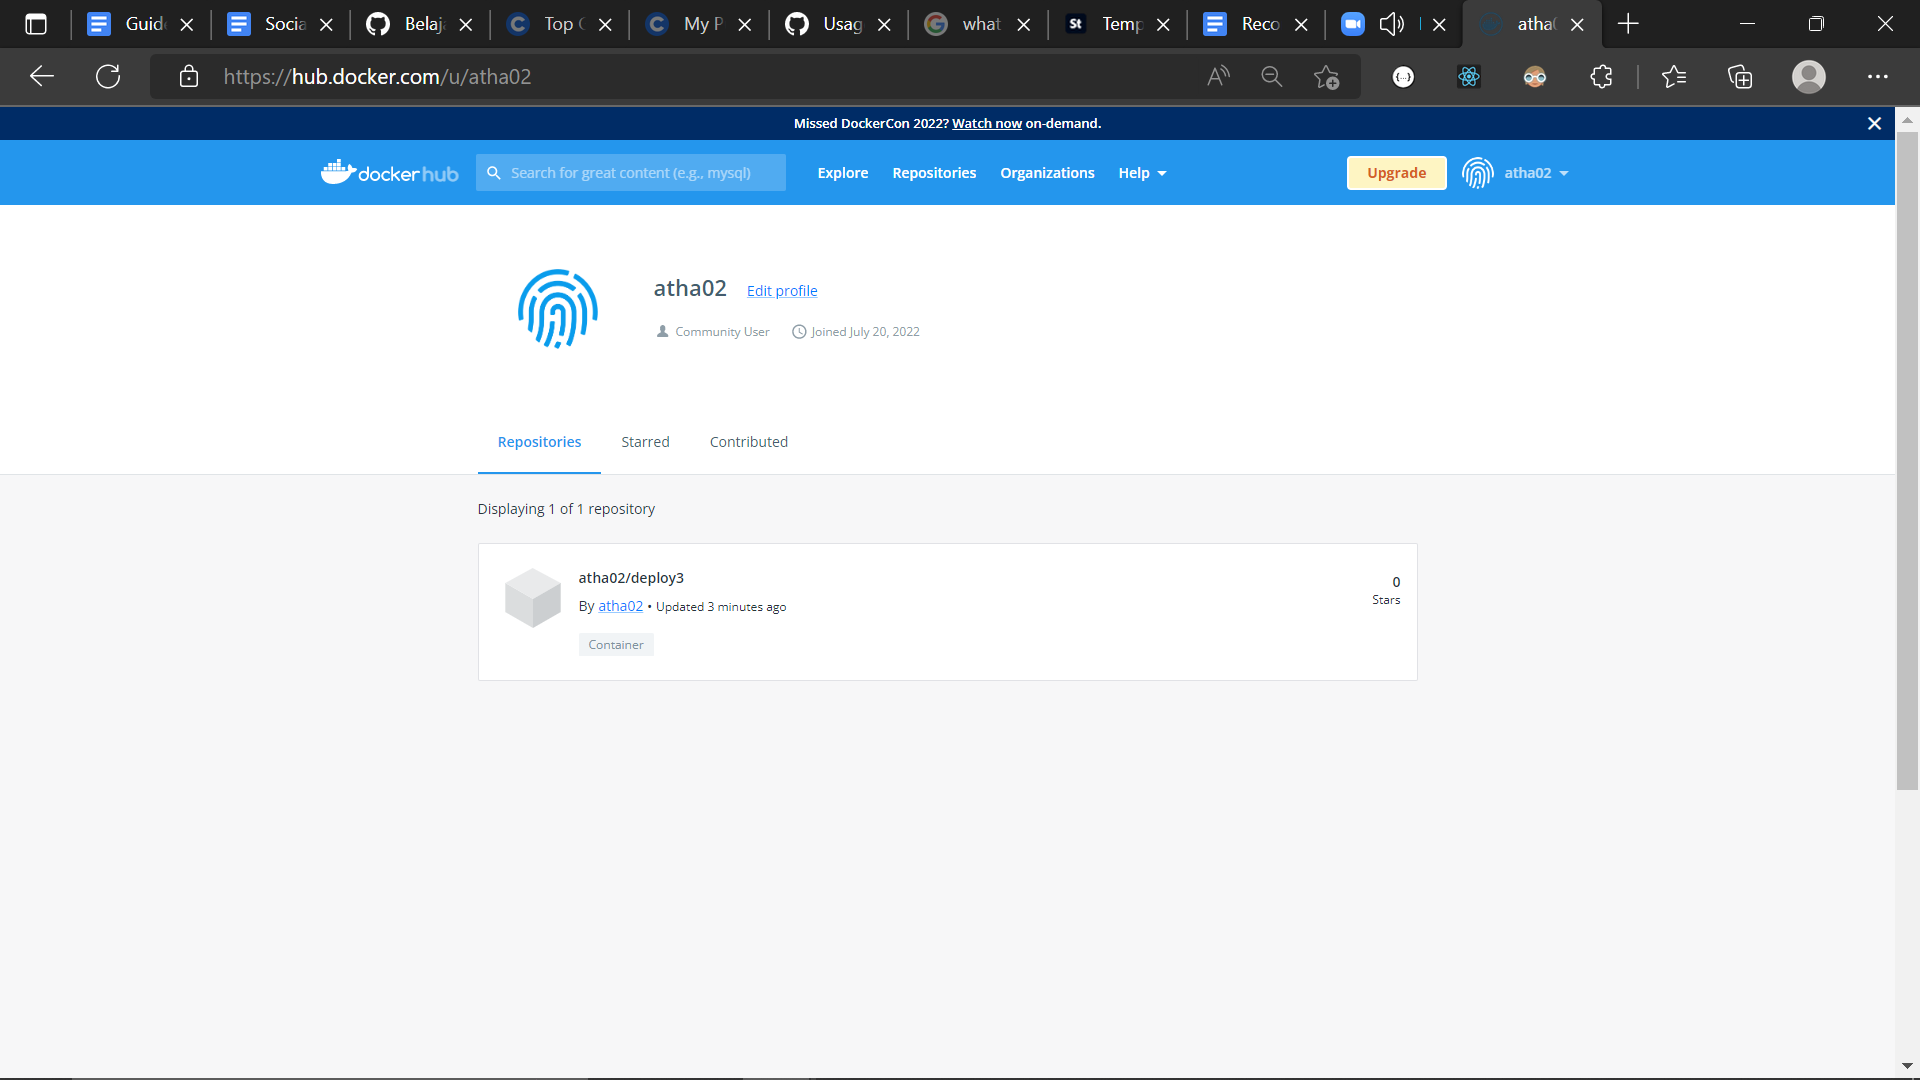 Guid Socia Belaj Top My P Usag what Temp Reco atha
https://hub.docker.com/u/atha02
Missed DockerCon 2022? Watch now on-demand.
docker hub Search for great content (e.g., mysql) Explore Repositories Organizations Help Upgrade atha02
atha02 Edit profile
Community User Joined July 20, 2022
Repositories Starred Contributed
Displaying 1 of 1 repository
atha02/deploy3
0
By atha02 • Updated 3 minutes ago
Stars
Container